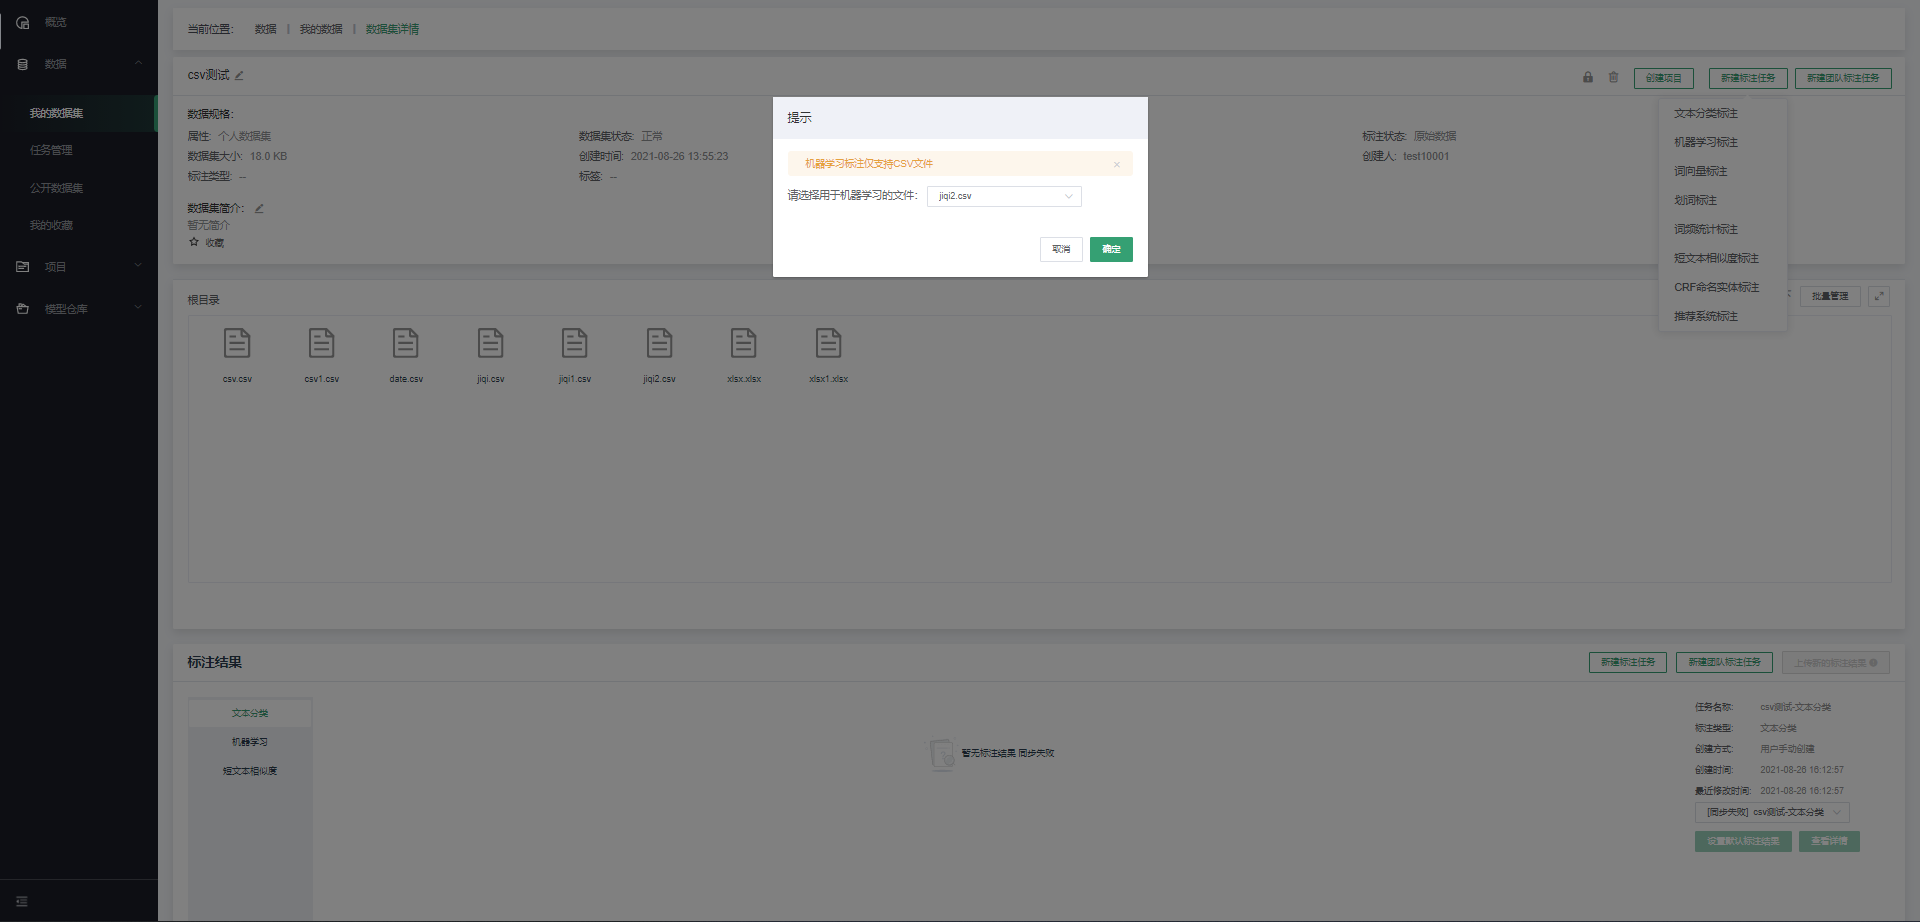 概览
数据
我的数据集
任务管理
公开数据集
我的收藏
项目
模型仓库
当前位置： 数据 | 我的数据 | 数据集详情
csv测试
创建项目 新建标注任务 新建团队标注任务
数据规格：
属性: 个人数据集 数据集状态: 正常 标注状态: 原始数据
数据集大小: 18.0 KB 创建时间: 2021-08-26 13:55:23 创建人: test10001
标注类型: -- 标签: --
数据集简介：
暂无简介
收藏
提示
机器学习标注仅支持CSV文件
请选择用于机器学习的文件： jiqi2.csv
取消 确定
文本分类标注
机器学习标注
词向量标注
划词标注
词频统计标注
短文本相似度标注
CRF命名实体标注
推荐系统标注
根目录
批量管理
csv.csv csv1.csv date.csv jiqi.csv jiqi1.csv jiqi2.csv xlsx.xlsx xlsx1.xlsx
标注结果
新建标注任务 新建团队标注任务 上传新的标注结果
文本分类
机器学习
短文本相似度
暂无标注结果 同步失败
任务名称: csv测试-文本分类
标注类型: 文本分类
创建方式: 用户手动创建
创建时间: 2021-08-26 16:12:57
最近修改时间: 2021-08-26 16:12:57
[同步失败] csv测试-文本分类
设置默认标注结果 查看详情